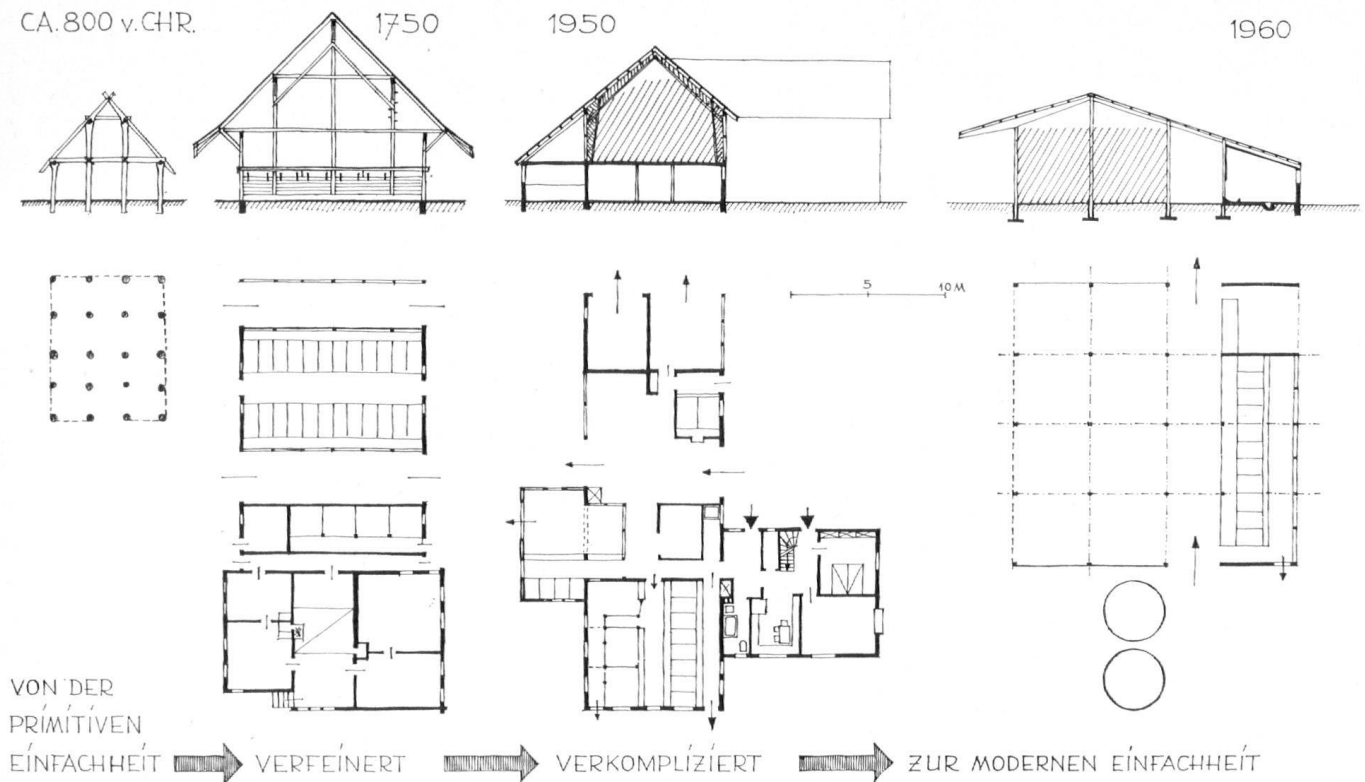 CA. 800 v. CHR.
1750
1950
1960
5
10 M
VON DER
PRIMITIVEN
EINFACHHEIT
VERFEINERT
VERKOMPLIZIERT
ZUR MODERNEN EINFACHHEIT